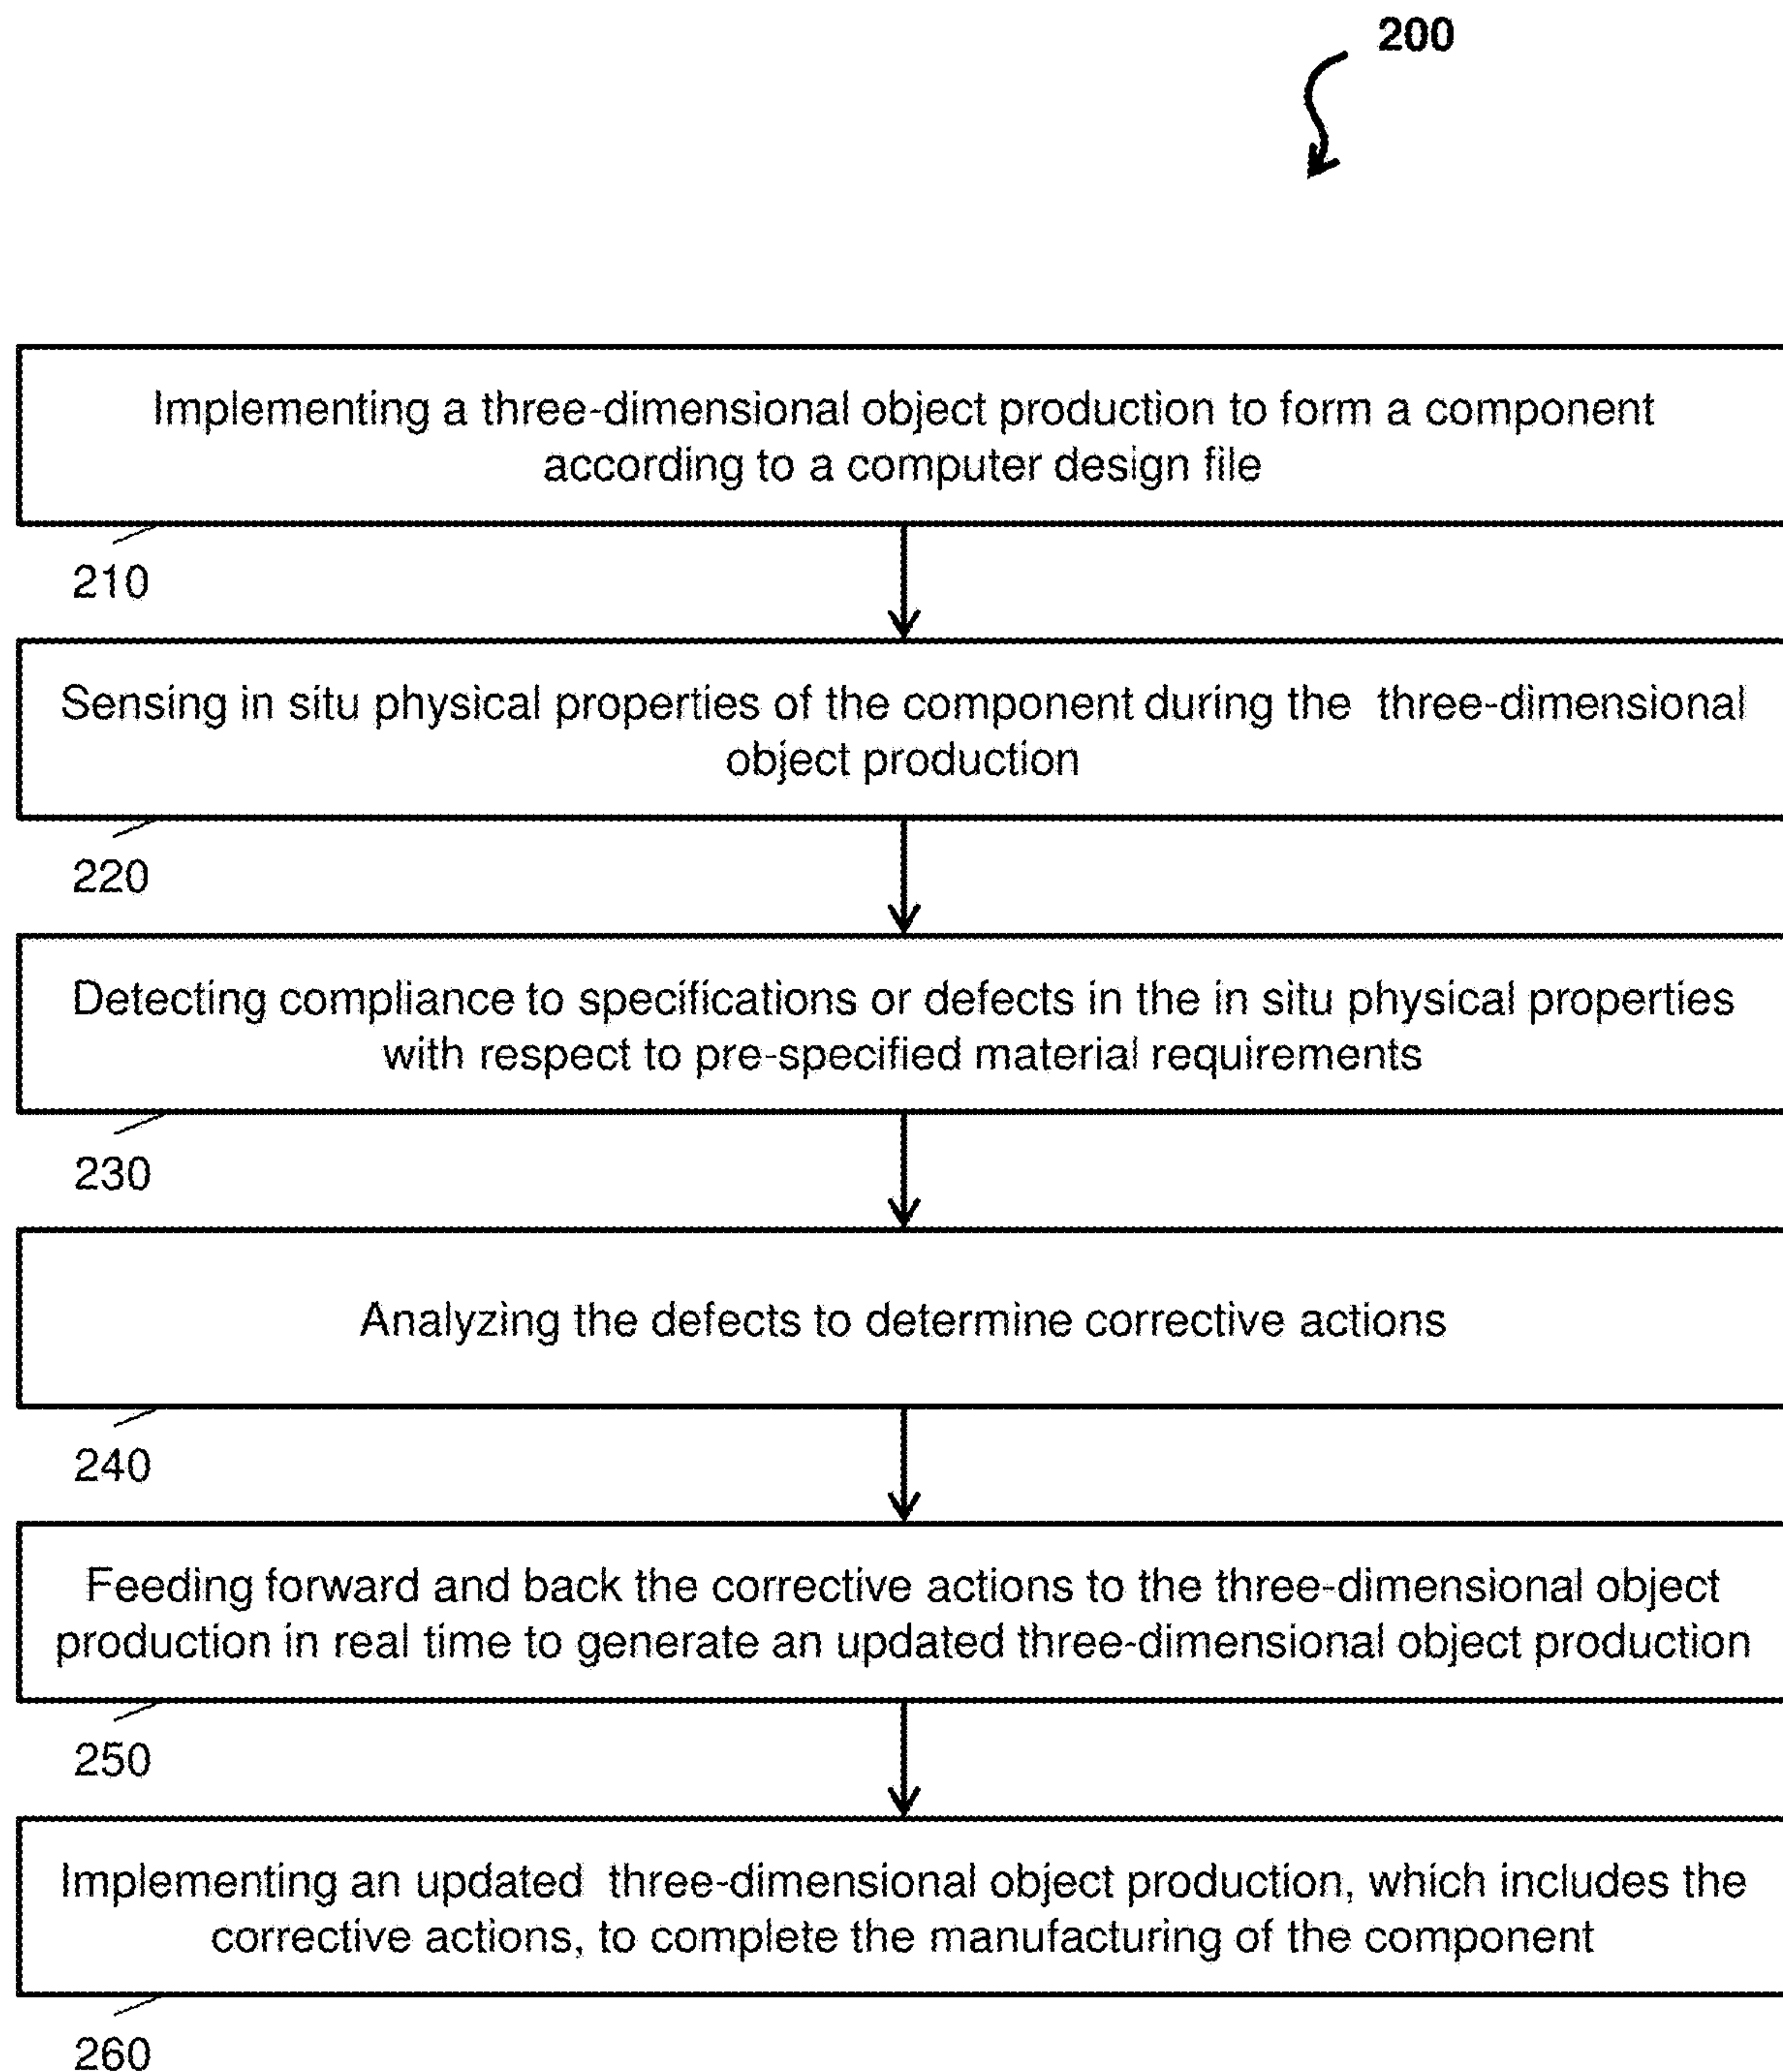 200
Implementing a three-dimensional object production to form a component
according to a computer design file
210
Sensing in situ physical properties of the component during the three-dimensional
object production
220
Detecting compliance to specifications or defects in the in situ physical properties
with respect to pre-specified material requirements
230
Analyzing the defects to determine corrective actions
240
Feeding forward and back the corrective actions to the three-dimensional object
production in real time to generate an updated three-dimensional object production
250
Implementing an updated three-dimensional object production, which includes the
corrective actions, to complete the manufacturing of the component
260